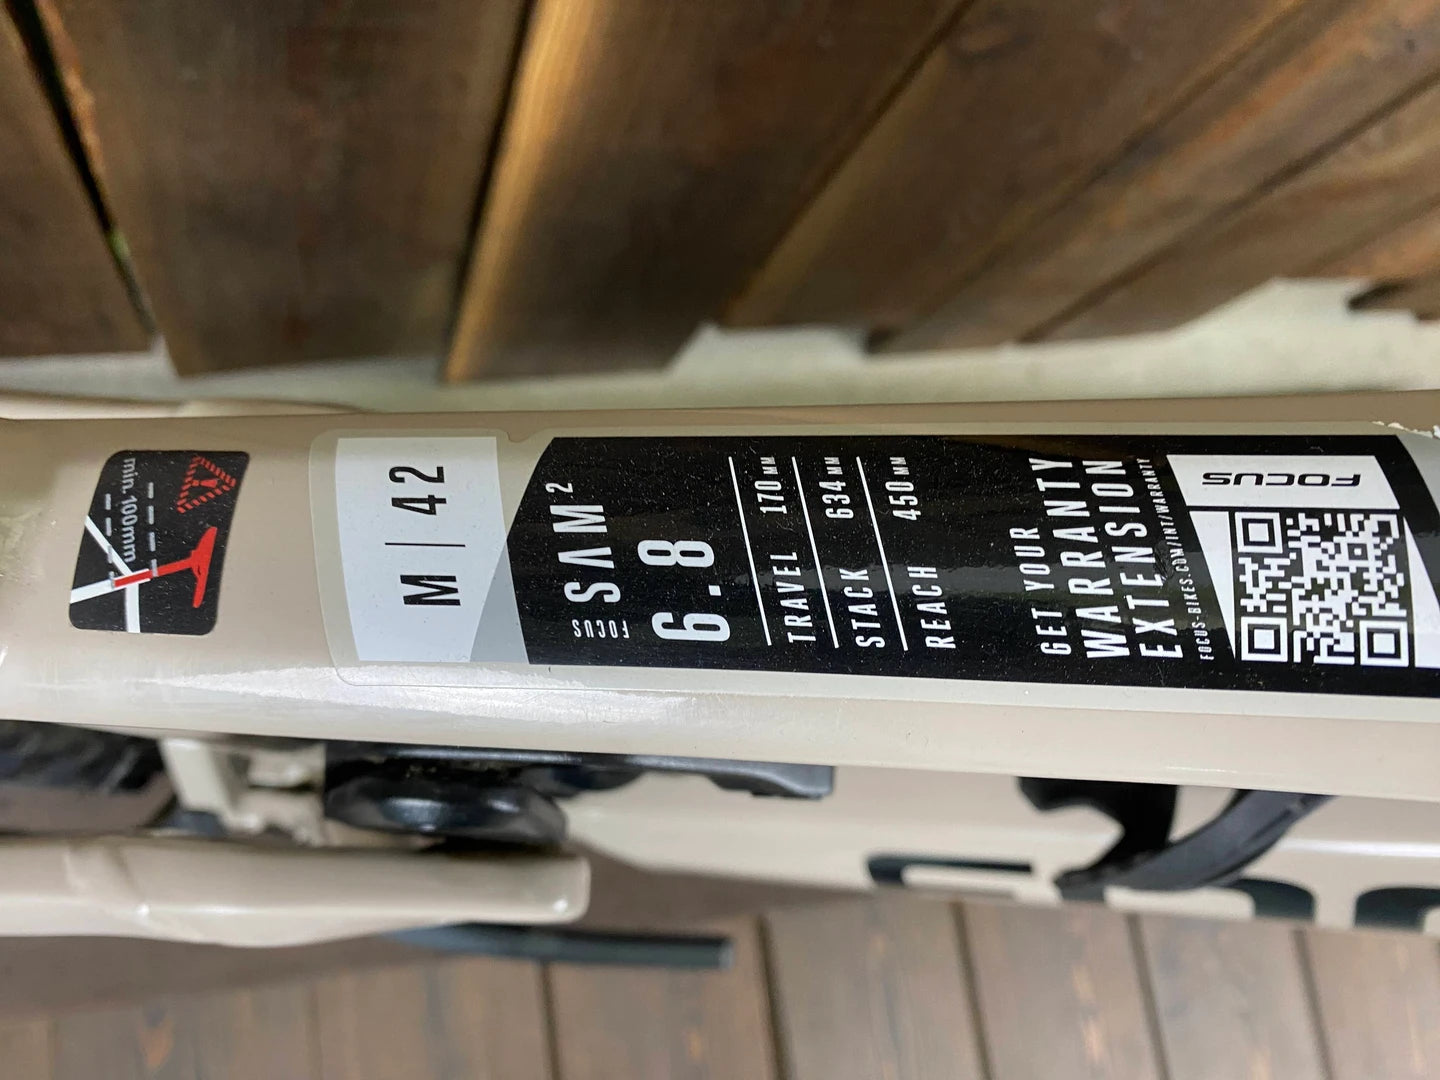 min. 100mm
M | 42
FOCUS
SAM²
6.8
TRAVEL 170MM
STACK 634MM
REACH 450MM
GET YOUR
WARRANTY
EXTENSION
FOCUS-BIKES.COM/INT/WARRANTY
FOCUS